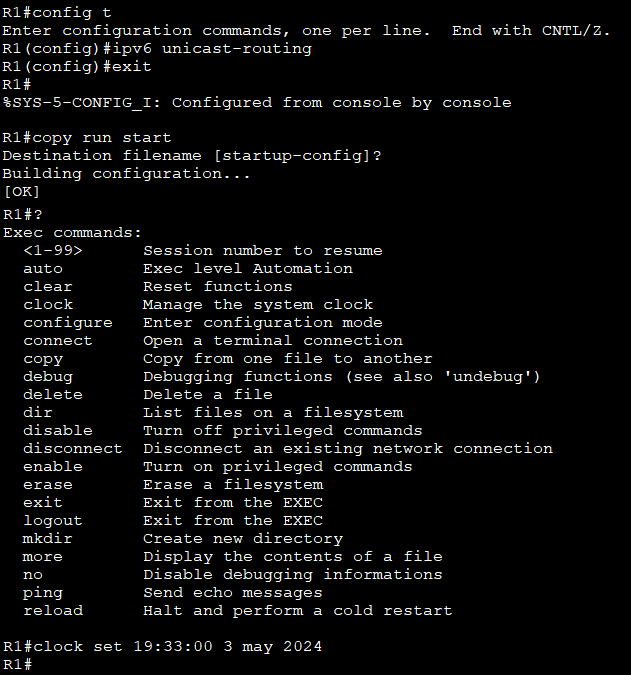 R1#config t
Enter configuration commands, one per line.  End with CNTL/Z.
R1(config)#ipv6 unicast-routing
R1(config)#exit
R1#
%SYS-5-CONFIG_I: Configured from console by console

R1#copy run start
Destination filename [startup-config]?
Building configuration...
[OK]
R1#?
Exec commands:
  <1-99>      Session number to resume
  auto        Exec level Automation
  clear       Reset functions
  clock       Manage the system clock
  configure   Enter configuration mode
  connect     Open a terminal connection
  copy        Copy from one file to another
  debug       Debugging functions (see also 'undebug')
  delete      Delete a file
  dir         List files on a filesystem
  disable     Turn off privileged commands
  disconnect  Disconnect an existing network connection
  enable      Turn on privileged commands
  erase       Erase a filesystem
  exit        Exit from the EXEC
  logout      Exit from the EXEC
  mkdir       Create new directory
  more        Display the contents of a file
  no          Disable debugging informations
  ping        Send echo messages
  reload      Halt and perform a cold restart

R1#clock set 19:33:00 3 may 2024
R1#